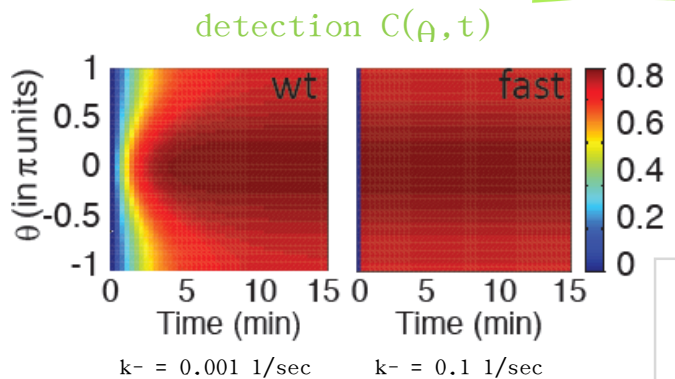 detection C(θ,t)
wt
fast
θ (in π units)
1
0.5
0
-0.5
-1
0 5 10 15
Time (min)
0 5 10 15
Time (min)
0.8
0.6
0.4
0.2
0
k- = 0.001 1/sec
k- = 0.1 1/sec